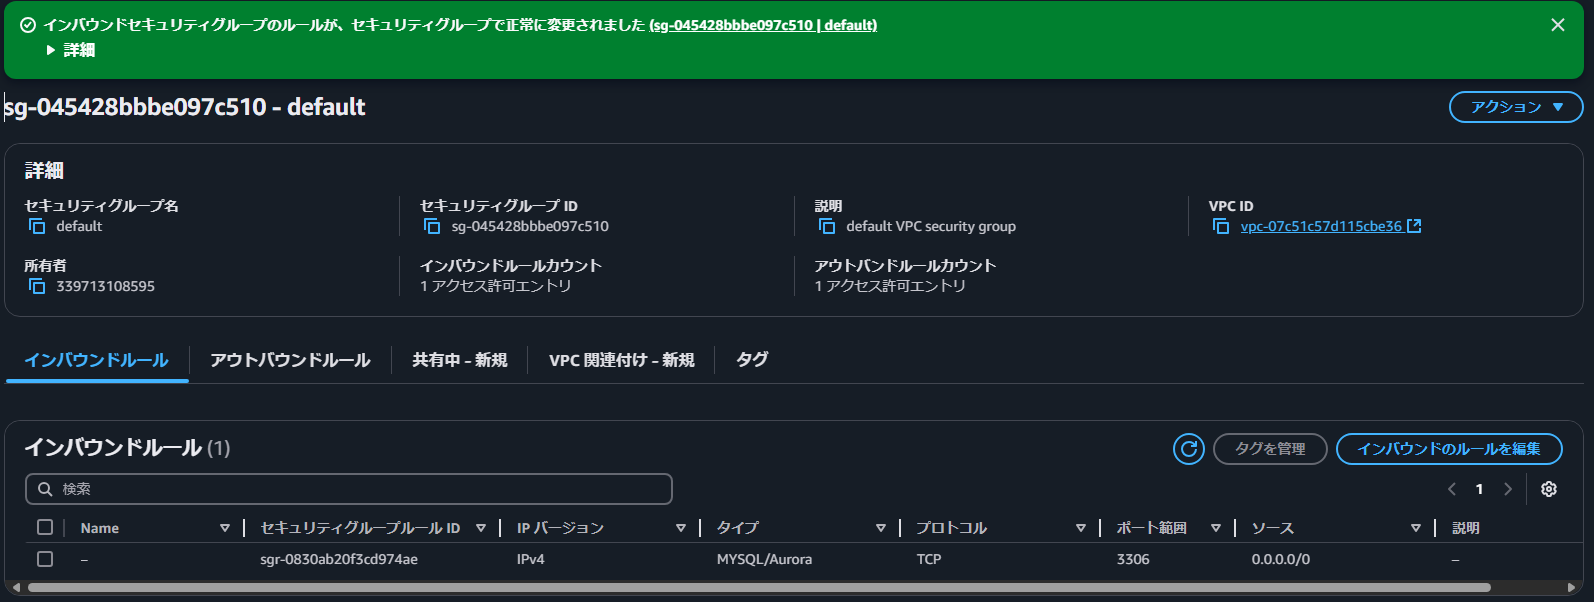 インバウンドセキュリティグループのルールが、セキュリティグループで正常に変更されました (sg-045428bbbe097c510 | default)
詳細
sg-045428bbbe097c510 - default
アクション
詳細
セキュリティグループ名
default
セキュリティグループ ID
sg-045428bbbe097c510
説明
default VPC security group
VPC ID
vpc-07c51c57d115cbe36
所有者
339713108595
インバウンドルールカウント
1 アクセス許可エントリ
アウトバンドルールカウント
1 アクセス許可エントリ
インバウンドルール アウトバウンドルール 共有中 – 新規 VPC 関連付け – 新規 タグ
インバウンドルール (1)
タグを管理 インバウンドのルールを編集
検索
1
Name セキュリティグループルール ID IP バージョン タイプ プロトコル ポート範囲 ソース 説明
– sgr-0830ab20f3cd974ae IPv4 MYSQL/Aurora TCP 3306 0.0.0.0/0 –